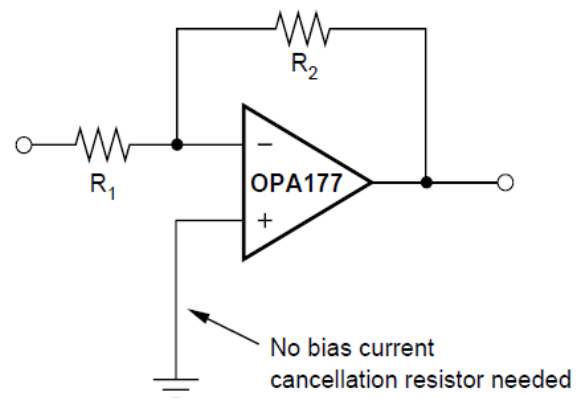 R2
R1
−
OPA177
+
No bias current
cancellation resistor needed